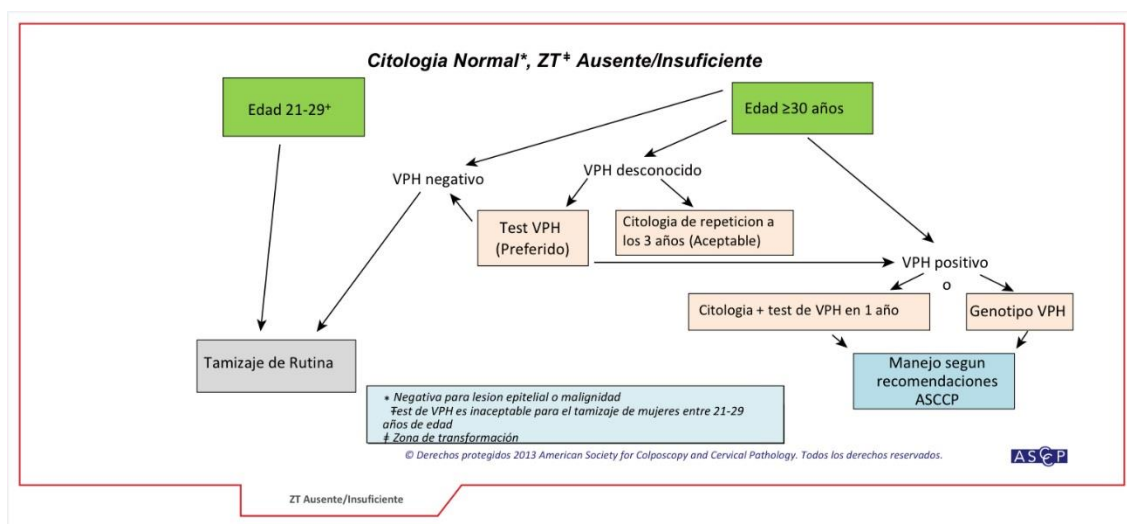 Citologia Normal*, ZT‡ Ausente/Insuficiente
Edad 21-29+
Edad ≥30 años
VPH negativo
VPH desconocido
Test VPH
(Preferido)
Citologia de repeticion a
los 3 años (Aceptable)
VPH positivo
o
Citologia + test de VPH en 1 año
Genotipo VPH
Tamizaje de Rutina
Manejo segun
recomendaciones
ASCCP
* Negativa para lesion epitelial o malignidad
Ŧest de VPH es inaceptable para el tamizaje de mujeres entre 21-29
años de edad
ǂ Zona de transformación
© Derechos protegidos 2013 American Society for Colposcopy and Cervical Pathology. Todos los derechos reservados.
ASCCP
ZT Ausente/Insuficiente